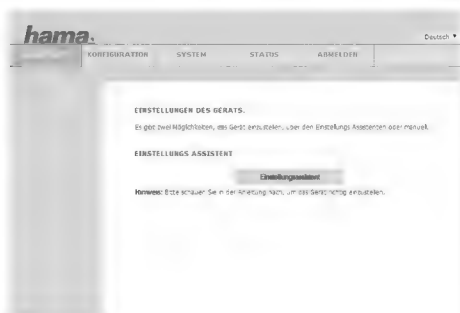 hama
Deutsch
KONFIGURATION SYSTEM STATUS ABMELDEN
EINSTELLUNGEN DES GERÄTS.
Es gibt zwei Möglichkeiten, das Gerät einzustellen, über den Einstellungs Assistenten oder manuell.
EINSTELLUNGS ASSISTENT
Einstellungsassistent
Hinweis: Bitte schauen Sie in der Anleitung nach, um das Gerät richtig einzustellen.